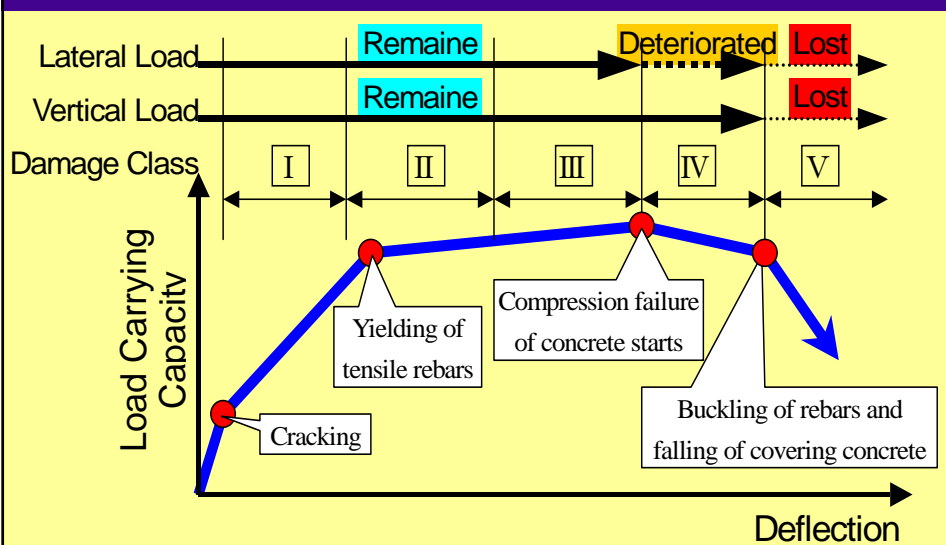 Remaine
Deteriorated
Lost
Lateral Load
Remaine
Lost
Vertical Load
Damage Class
Ⅰ
Ⅱ
Ⅲ
Ⅳ
Ⅴ
Load Carrying
Capacity
Compression failure
of concrete starts
Yielding of
tensile rebars
Buckling of rebars and
falling of covering concrete
Cracking
Deflection